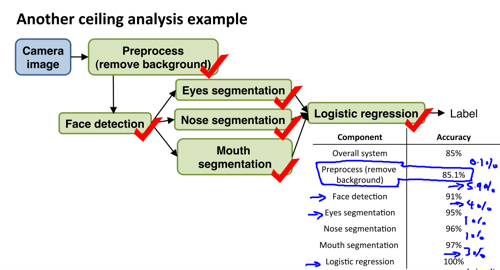 Another ceiling analysis example
Camera
image
Preprocess
(remove background)
Eyes segmentation
Face detection
Nose segmentation
Logistic regression
Label
Mouth
segmentation
Component Accuracy
Overall system 85%
0.1%
Preprocess (remove
background) 85.1%
5.9%
Face detection 91%
4%
Eyes segmentation 95%
1%
Nose segmentation 96%
1%
Mouth segmentation 97%
3%
Logistic regression 100%